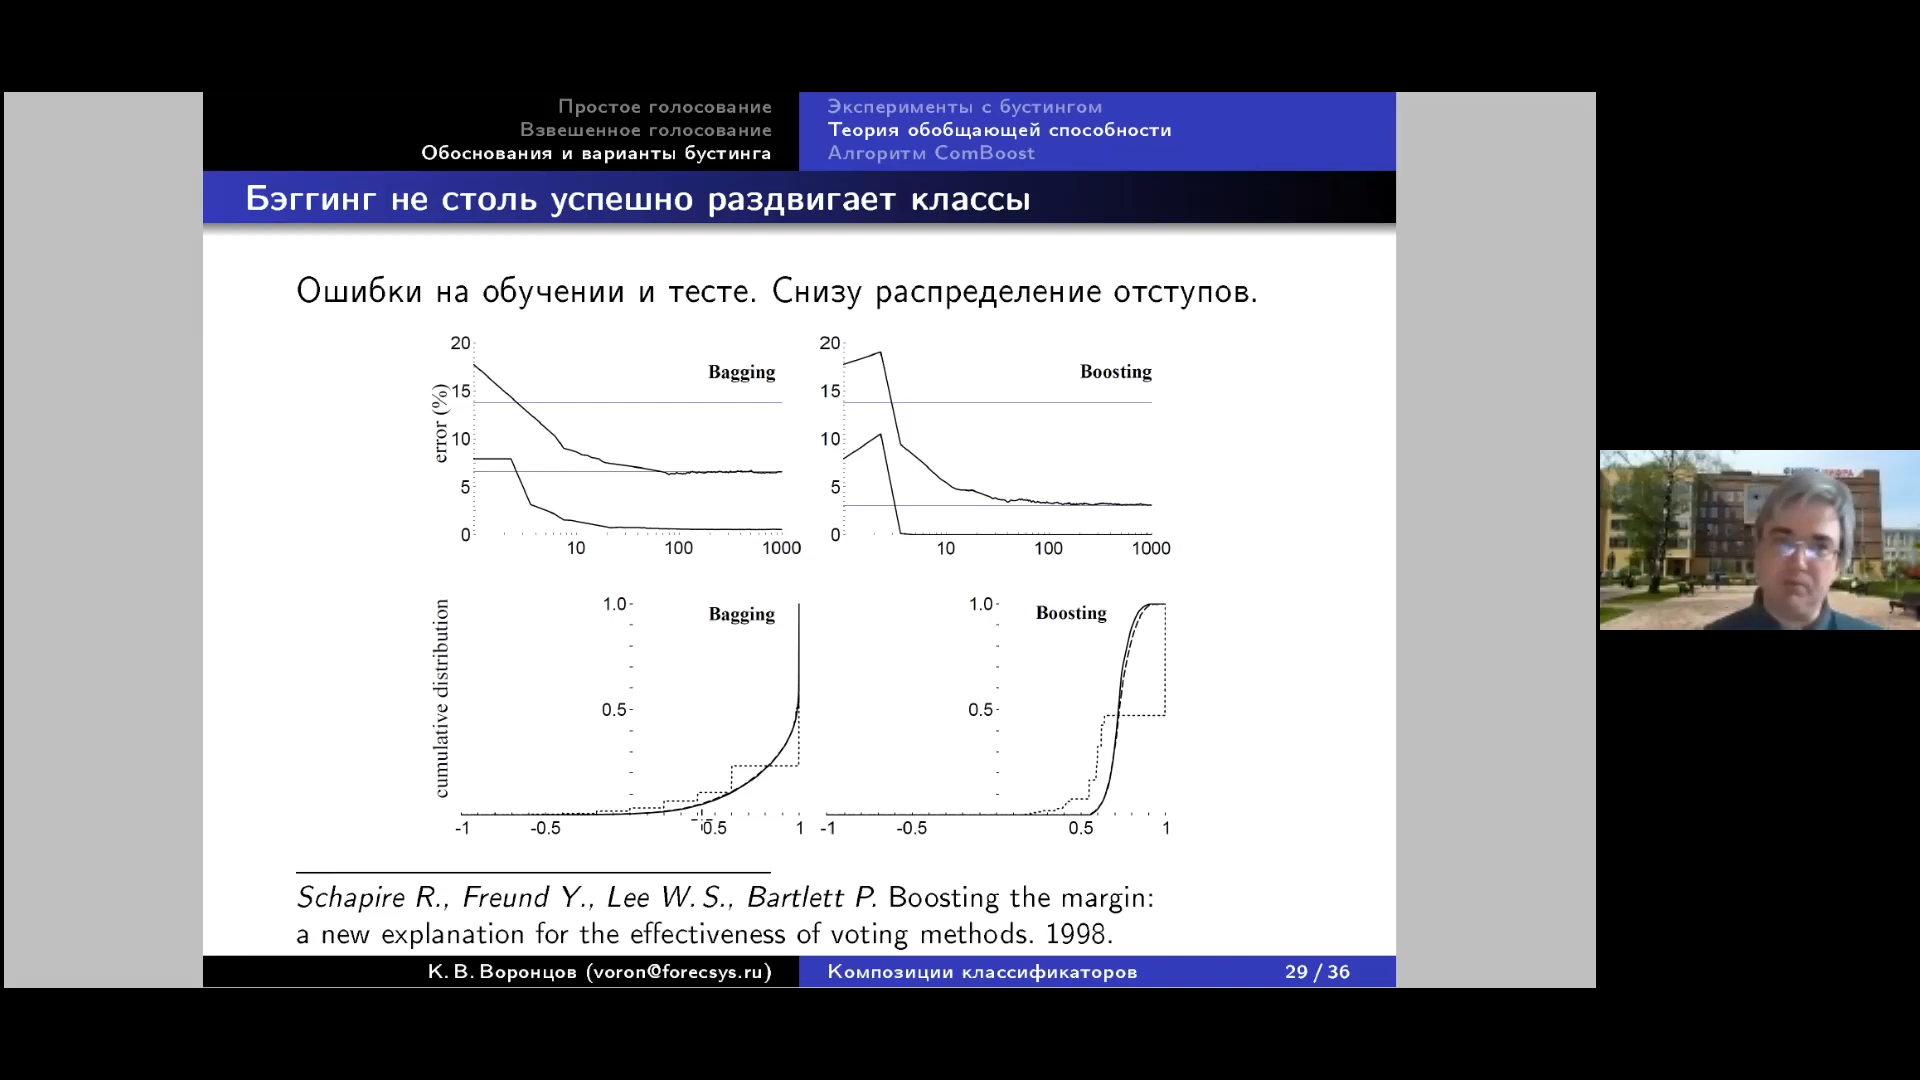 Простое голосование
Взвешенное голосование
Обоснования и варианты бустинга
Эксперименты с бустингом
Теория обобщающей способности
Алгоритм ComBoost
Бэггинг не столь успешно раздвигает классы
Ошибки на обучении и тесте. Снизу распределение отступов.
error (%)
20
15
10
5
0
Bagging
10 100 1000
20
15
10
5
0
Boosting
10 100 1000
cumulative distribution
1.0
0.5
Bagging
-1 -0.5 0.5 1
1.0
0.5
Boosting
-1 -0.5 0.5 1
Schapire R., Freund Y., Lee W. S., Bartlett P. Boosting the margin:
a new explanation for the effectiveness of voting methods. 1998.
К. В. Воронцов (voron@forecsys.ru)
Композиции классификаторов
29 / 36